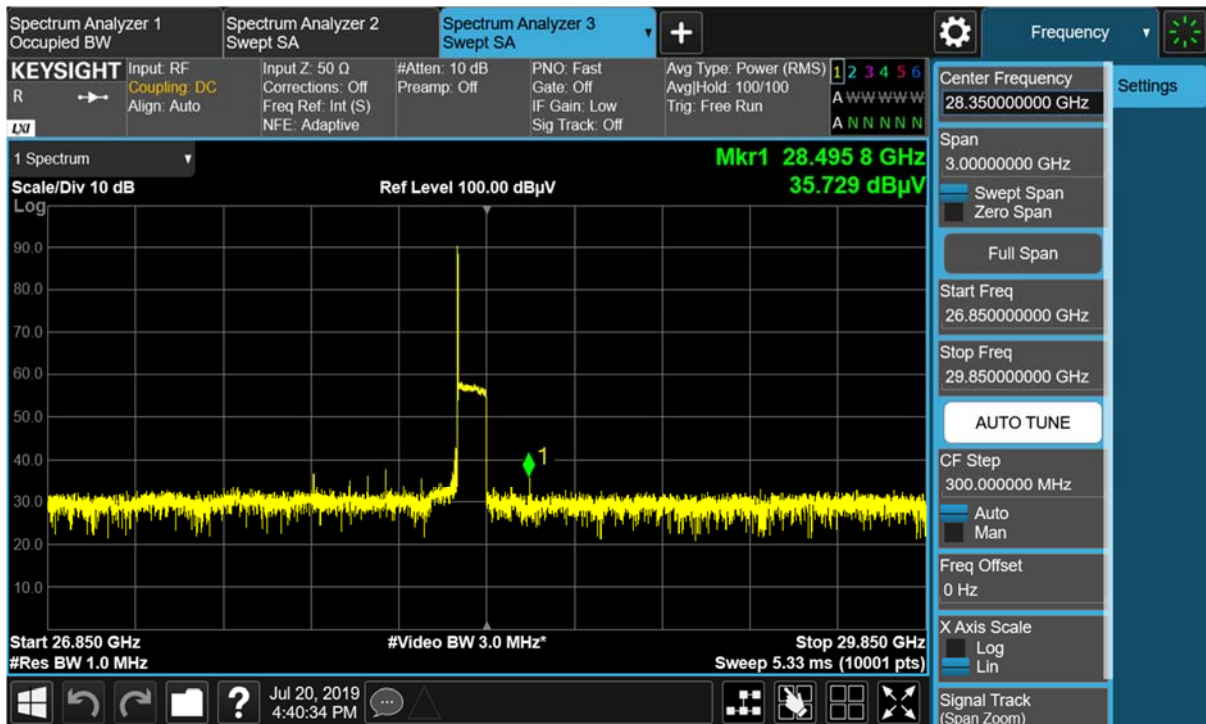 Spectrum Analyzer 1
Occupied BW
Spectrum Analyzer 2
Swept SA
Spectrum Analyzer 3
Swept SA
Frequency
KEYSIGHT
R
LXI
Input: RF
Coupling: DC
Align: Auto
Input Z: 50 Ω
Corrections: Off
Freq Ref: Int (S)
NFE: Adaptive
#Atten: 10 dB
Preamp: Off
PNO: Fast
Gate: Off
IF Gain: Low
Sig Track: Off
Avg Type: Power (RMS)
Avg|Hold: 100/100
Trig: Free Run
1 2 3 4 5 6
A W W W W W
A N N N N N
1 Spectrum
Mkr1 28.495 8 GHz
35.729 dBµV
Scale/Div 10 dB
Ref Level 100.00 dBµV
Log
90.0
80.0
70.0
60.0
50.0
40.0
30.0
20.0
10.0
1
Start 26.850 GHz
#Video BW 3.0 MHz*
Stop 29.850 GHz
#Res BW 1.0 MHz
Sweep 5.33 ms (10001 pts)
?
Jul 20, 2019
4:40:34 PM
Center Frequency
28.350000000 GHz
Settings
Span
3.00000000 GHz
Swept Span
Zero Span
Full Span
Start Freq
26.850000000 GHz
Stop Freq
29.850000000 GHz
AUTO TUNE
CF Step
300.000000 MHz
Auto
Man
Freq Offset
0 Hz
X Axis Scale
Log
Lin
Signal Track
(Span Zoom)